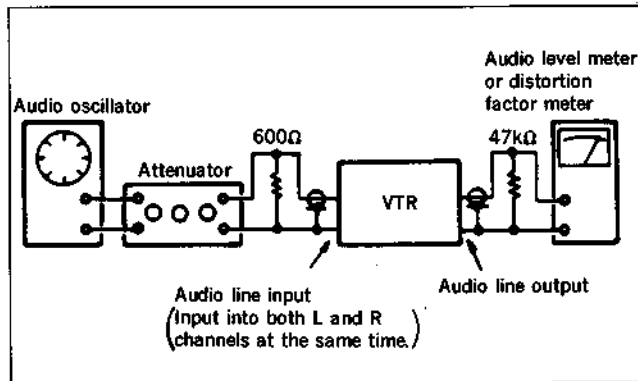 Audio level meter
or distortion
factor meter
Audio oscillator
600Ω
47kΩ
Attenuator
VTR
Audio line input
(Input into both L and R
channels at the same time.)
Audio line output